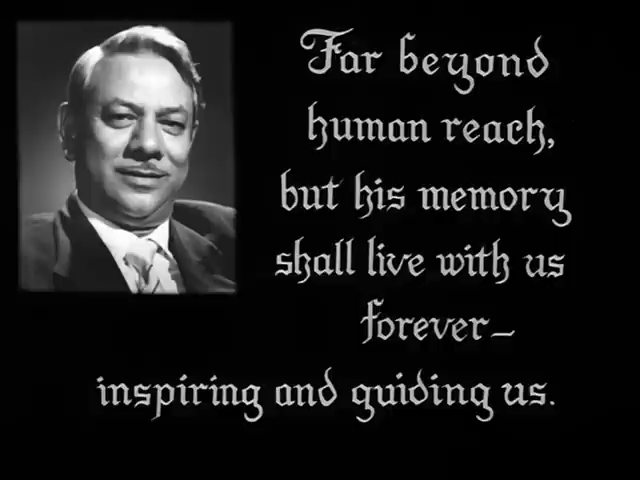 Far beyond
human reach,
but his memory
shall live with us
forever—
inspiring and guiding us.